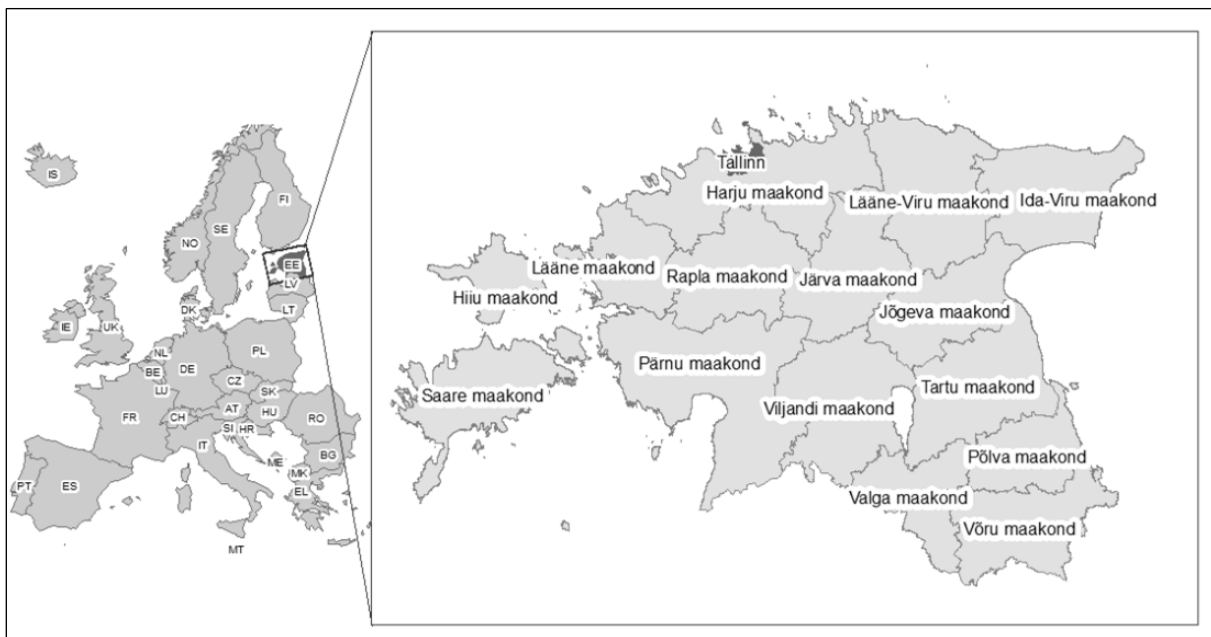 IS
FI
NO
SE
EE
LV
LT
DK
IE
UK
NL
PL
BE
DE
LU
CZ
SK
FR
CH
AT
HU
RO
SI
HR
IT
BG
ME
MK
PT
ES
EL
MT
Tallinn
Harju maakond
Lääne-Viru maakond
Ida-Viru maakond
Lääne maakond
Rapla maakond
Järva maakond
Hiiu maakond
Jõgeva maakond
Pärnu maakond
Saare maakond
Viljandi maakond
Tartu maakond
Põlva maakond
Valga maakond
Võru maakond